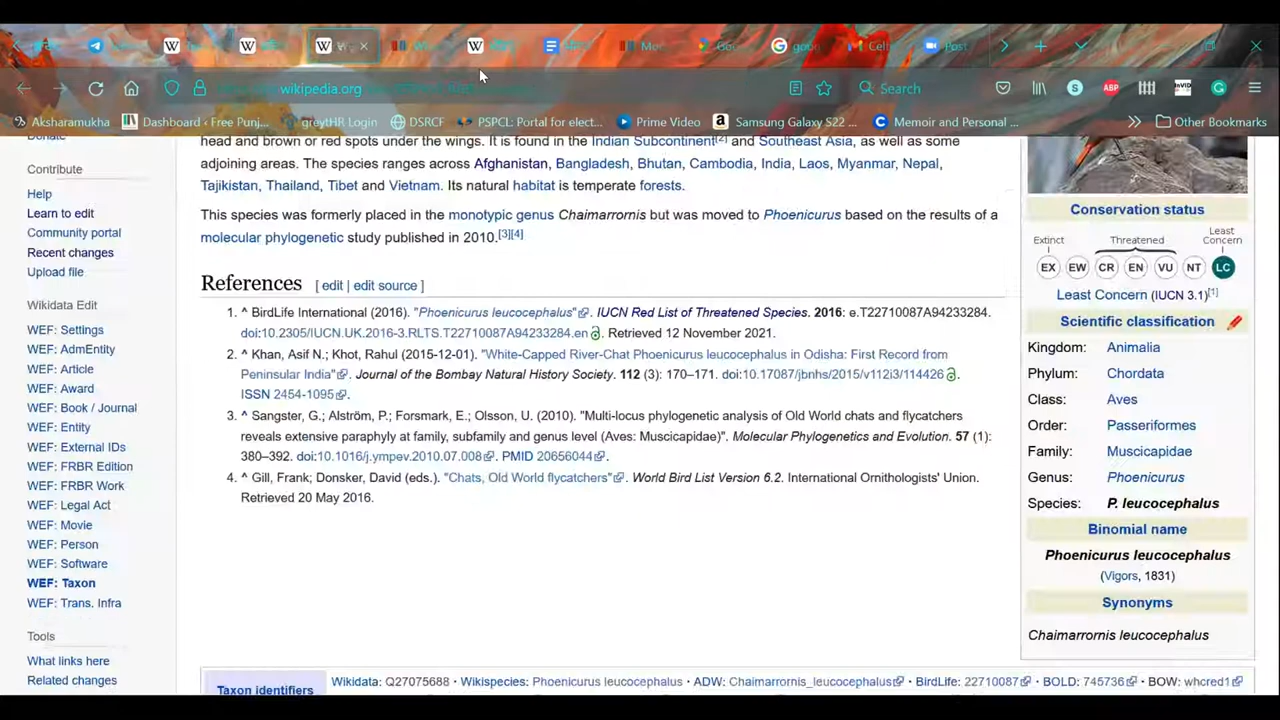 W
W
W
W
Goo
goo
Post
wikipedia.org
Search
S
ABP
G
Aksharamukha
Dashboard ‹ Free Punj...
greytHR Login
DSRCF
PSPCL: Portal for elect...
Prime Video
Samsung Galaxy S22 ...
Memoir and Personal ...
Other Bookmarks
Donate
Contribute
Help
Learn to edit
Community portal
Recent changes
Upload file
Wikidata Edit
WEF: Settings
WEF: AdmEntity
WEF: Article
WEF: Award
WEF: Book / Journal
WEF: Entity
WEF: External IDs
WEF: FRBR Edition
WEF: FRBR Work
WEF: Legal Act
WEF: Movie
WEF: Person
WEF: Software
WEF: Taxon
WEF: Trans. Infra
Tools
What links here
Related changes
head and brown or red spots under the wings. It is found in the Indian Subcontinent[2] and Southeast Asia, as well as some
adjoining areas. The species ranges across Afghanistan, Bangladesh, Bhutan, Cambodia, India, Laos, Myanmar, Nepal,
Tajikistan, Thailand, Tibet and Vietnam. Its natural habitat is temperate forests.
This species was formerly placed in the monotypic genus Chaimarrornis but was moved to Phoenicurus based on the results of a
molecular phylogenetic study published in 2010.[3][4]
References [ edit | edit source ]
1. ^ BirdLife International (2016). "Phoenicurus leucocephalus". IUCN Red List of Threatened Species. 2016: e.T22710087A94233284.
doi:10.2305/IUCN.UK.2016-3.RLTS.T22710087A94233284.en. Retrieved 12 November 2021.
2. ^ Khan, Asif N.; Khot, Rahul (2015-12-01). "White-Capped River-Chat Phoenicurus leucocephalus in Odisha: First Record from
Peninsular India". Journal of the Bombay Natural History Society. 112 (3): 170–171. doi:10.17087/jbnhs/2015/v112i3/114426.
ISSN 2454-1095.
3. ^ Sangster, G.; Alström, P.; Forsmark, E.; Olsson, U. (2010). "Multi-locus phylogenetic analysis of Old World chats and flycatchers
reveals extensive paraphyly at family, subfamily and genus level (Aves: Muscicapidae)". Molecular Phylogenetics and Evolution. 57 (1):
380–392. doi:10.1016/j.ympev.2010.07.008. PMID 20656044.
4. ^ Gill, Frank; Donsker, David (eds.). "Chats, Old World flycatchers". World Bird List Version 6.2. International Ornithologists' Union.
Retrieved 20 May 2016.
Conservation status
Extinct Threatened Least Concern
EX EW CR EN VU NT LC
Least Concern (IUCN 3.1)[1]
Scientific classification
Kingdom: Animalia
Phylum: Chordata
Class: Aves
Order: Passeriformes
Family: Muscicapidae
Genus: Phoenicurus
Species: P. leucocephalus
Binomial name
Phoenicurus leucocephalus
(Vigors, 1831)
Synonyms
Chaimarrornis leucocephalus
Taxon identifiers
Wikidata: Q27075688 · Wikispecies: Phoenicurus leucocephalus · ADW: Chaimarrornis_leucocephalus · BirdLife: 22710087 · BOLD: 745736 · BOW: whcred1